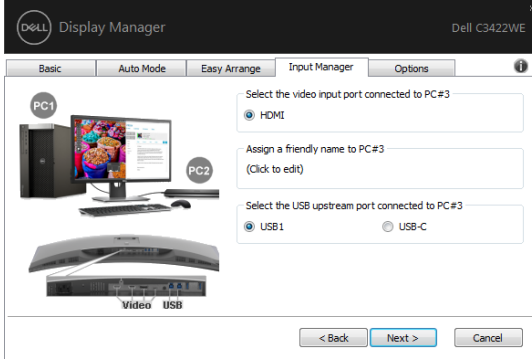 DELL Display Manager
Dell C3422WE
Basic
Auto Mode
Easy Arrange
Input Manager
Options
PC1
PC2
Video USB
Select the video input port connected to PC#3
HDMI
Assign a friendly name to PC#3
(Click to edit)
Select the USB upstream port connected to PC#3
USB1
USB-C
< Back
Next >
Cancel